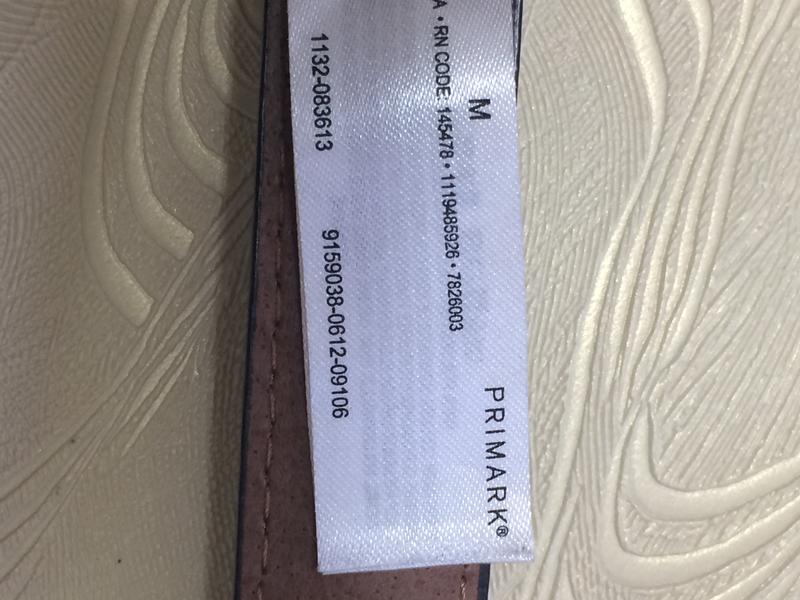 PRIMARK®
M
A • RN CODE: 145478 • 1119485926 • 7826003
1132-083613 9159038-0612-09106